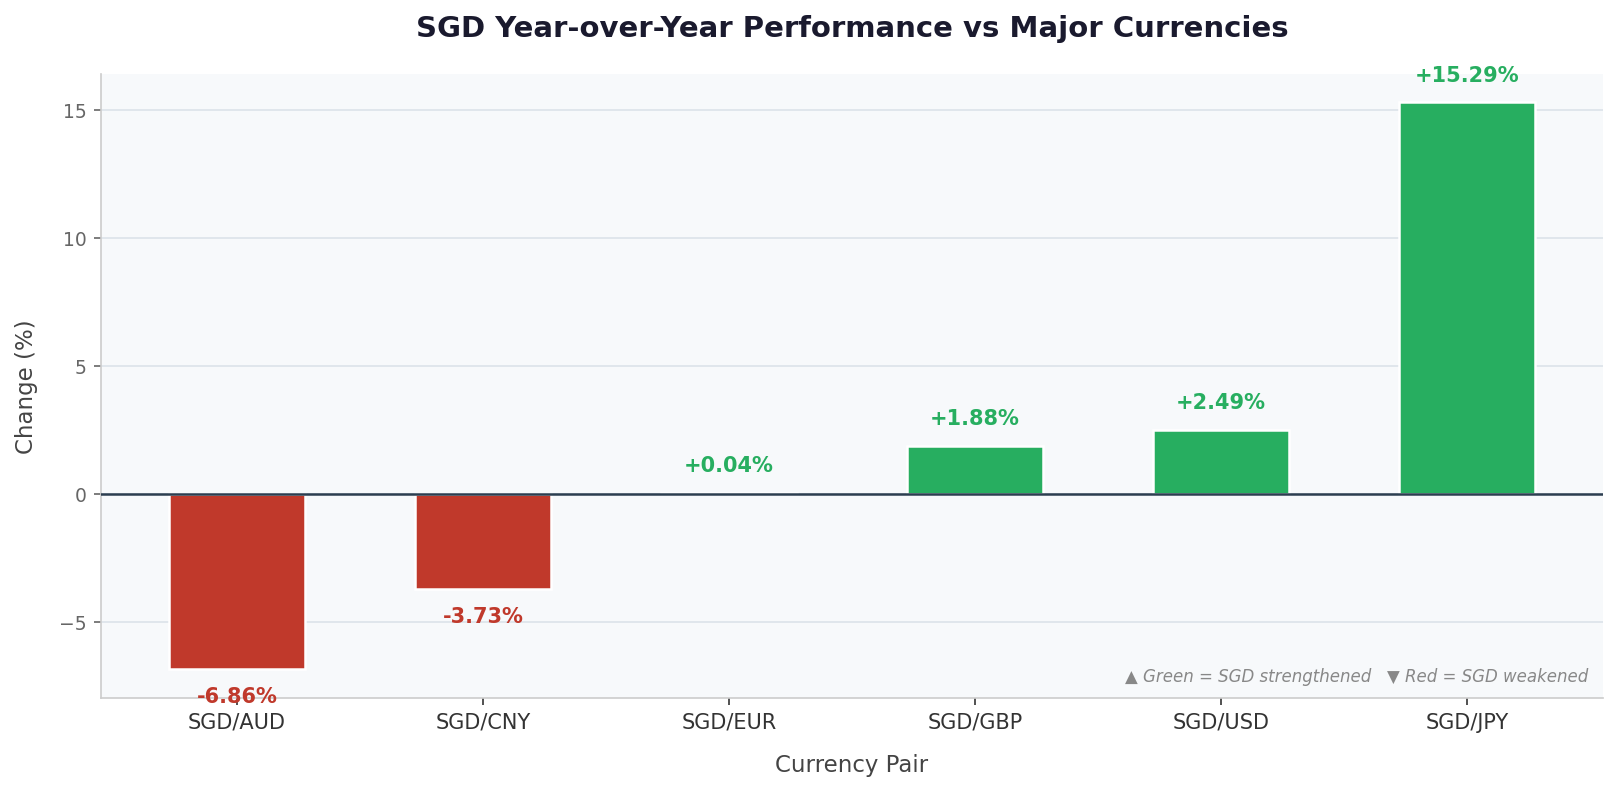 SGD Year-over-Year Performance vs Major Currencies
+15.29%
15
10
Change (%)
5
+2.49%
+1.88%
+0.04%
0
-3.73%
−5
▲ Green = SGD strengthened ▼ Red = SGD weakened
-6.86%
SGD/AUD SGD/CNY SGD/EUR SGD/GBP SGD/USD SGD/JPY
Currency Pair